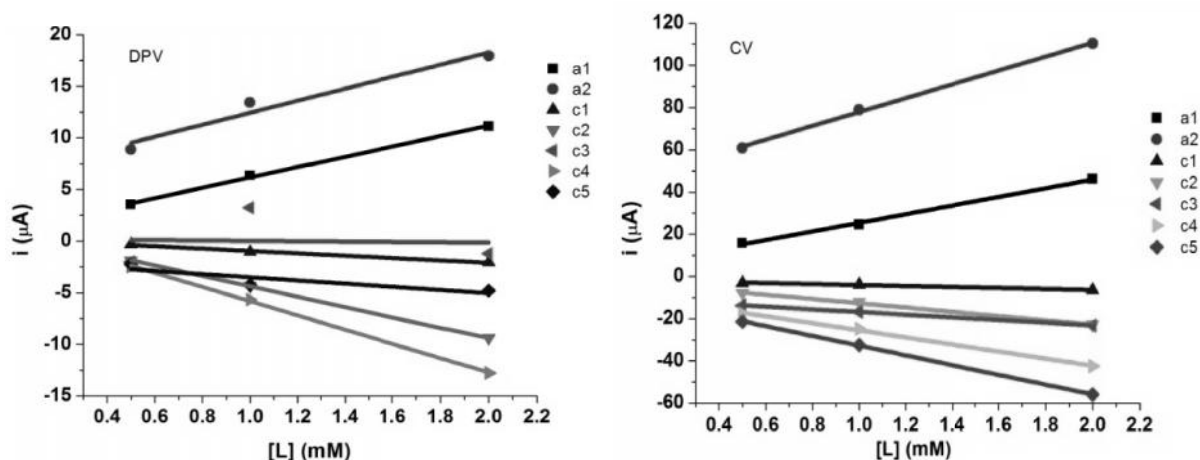 DPV
i (μA)
20
15
10
5
0
-5
-10
-15
0.4 0.6 0.8 1.0 1.2 1.4 1.6 1.8 2.0 2.2
[L] (mM)
a1
a2
c1
c2
c3
c4
c5
CV
i (μA)
120
100
80
60
40
20
0
-20
-40
-60
0.4 0.6 0.8 1.0 1.2 1.4 1.6 1.8 2.0 2.2
[L] (mM)
a1
a2
c1
c2
c3
c4
c5